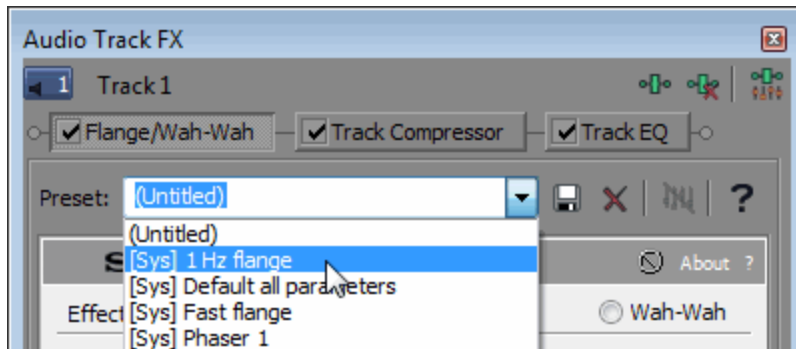 Audio Track FX
1 Track 1
Flange/Wah-Wah Track Compressor Track EQ
Preset: (Untitled) ?
(Untitled)
[Sys] 1 Hz flange
S About ?
[Sys] Default all parameters
Effect [Sys] Fast flange Wah-Wah
[Sys] Phaser 1